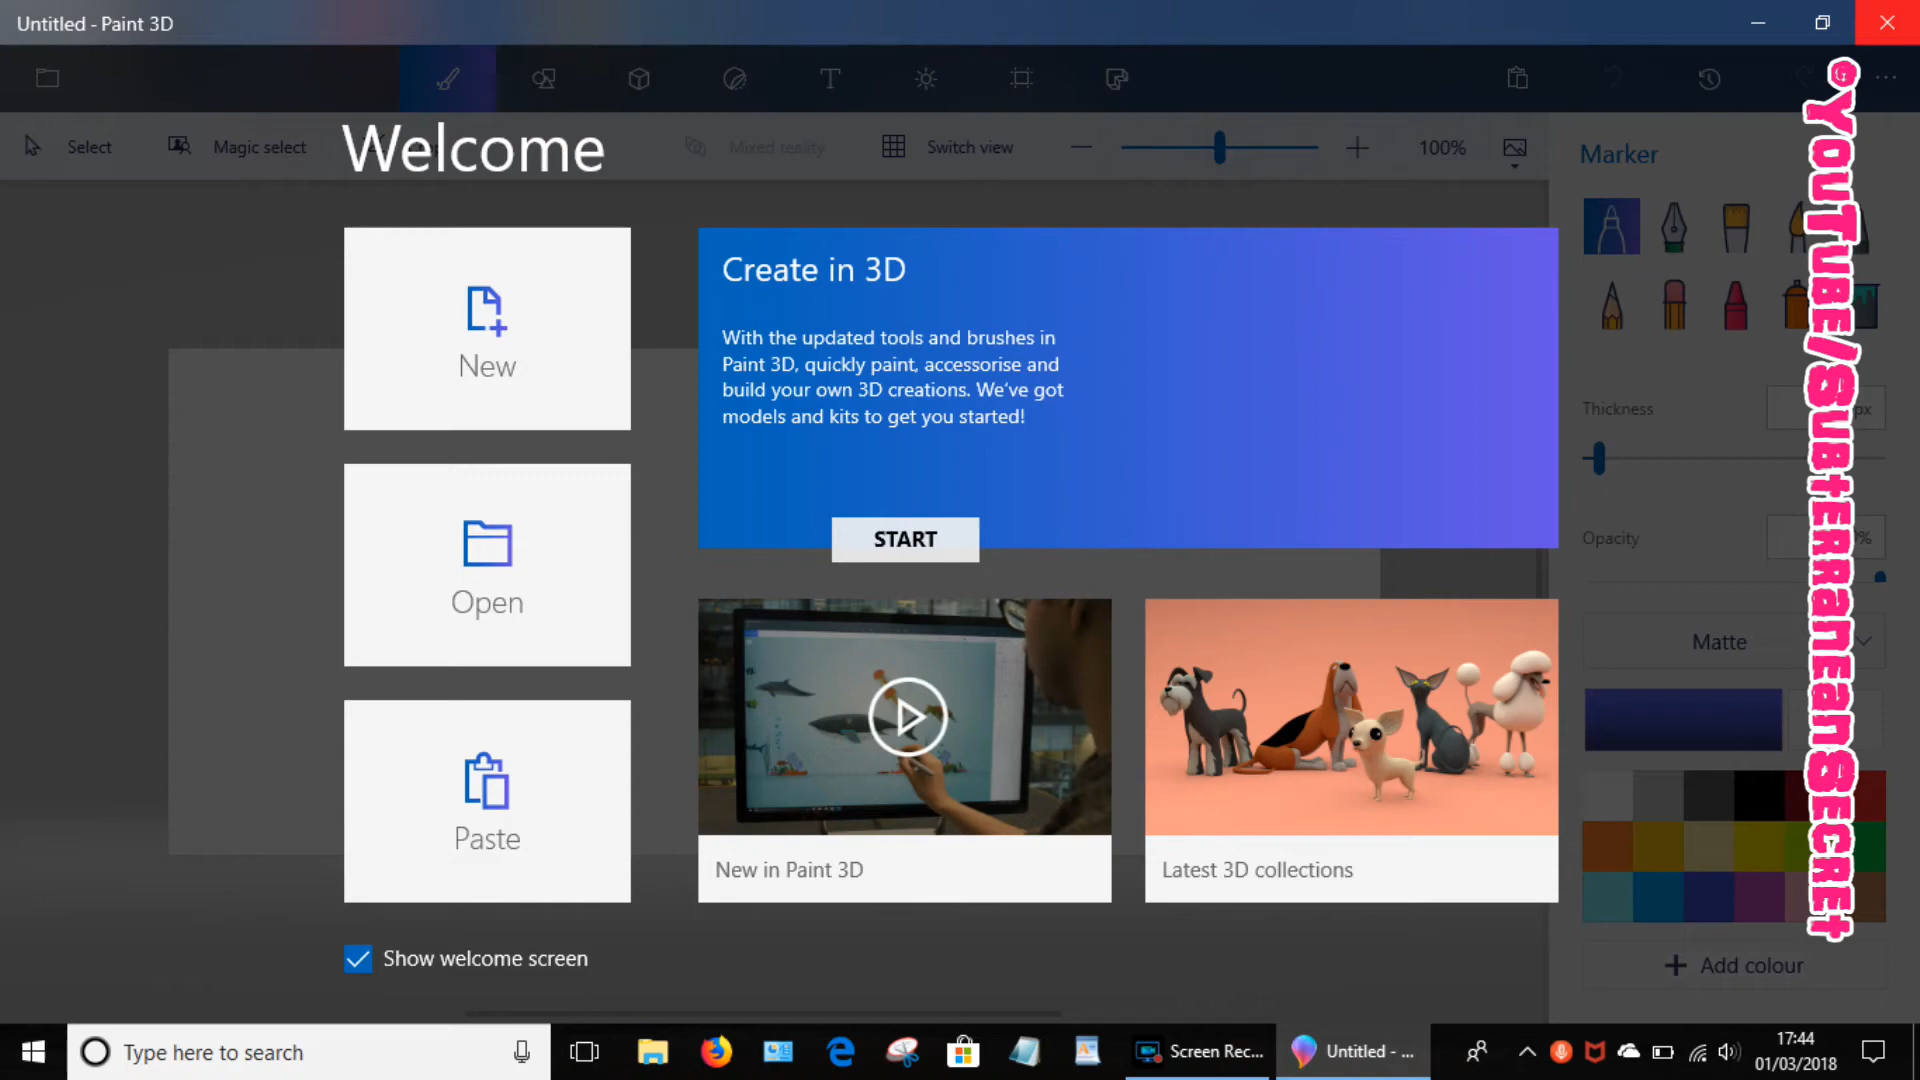 Untitled - Paint 3D
Select
Magic select
Mixed reality
Switch view
100%
Welcome
Marker
New
Create in 3D
With the updated tools and brushes in
Paint 3D, quickly paint, accessorise and
build your own 3D creations. We've got
models and kits to get you started!
START
Thickness
px
Opacity
%
Open
Matte
Paste
New in Paint 3D
Latest 3D collections
Show welcome screen
Add colour
©YouTube/SubterraneanSecret
Type here to search
Screen Rec...
Untitled - ...
17:44
01/03/2018